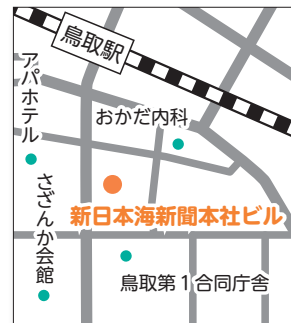 鳥取駅
アパホテル
おかだ内科
新日本海新聞本社ビル
さざんか会館
鳥取第１合同庁舎